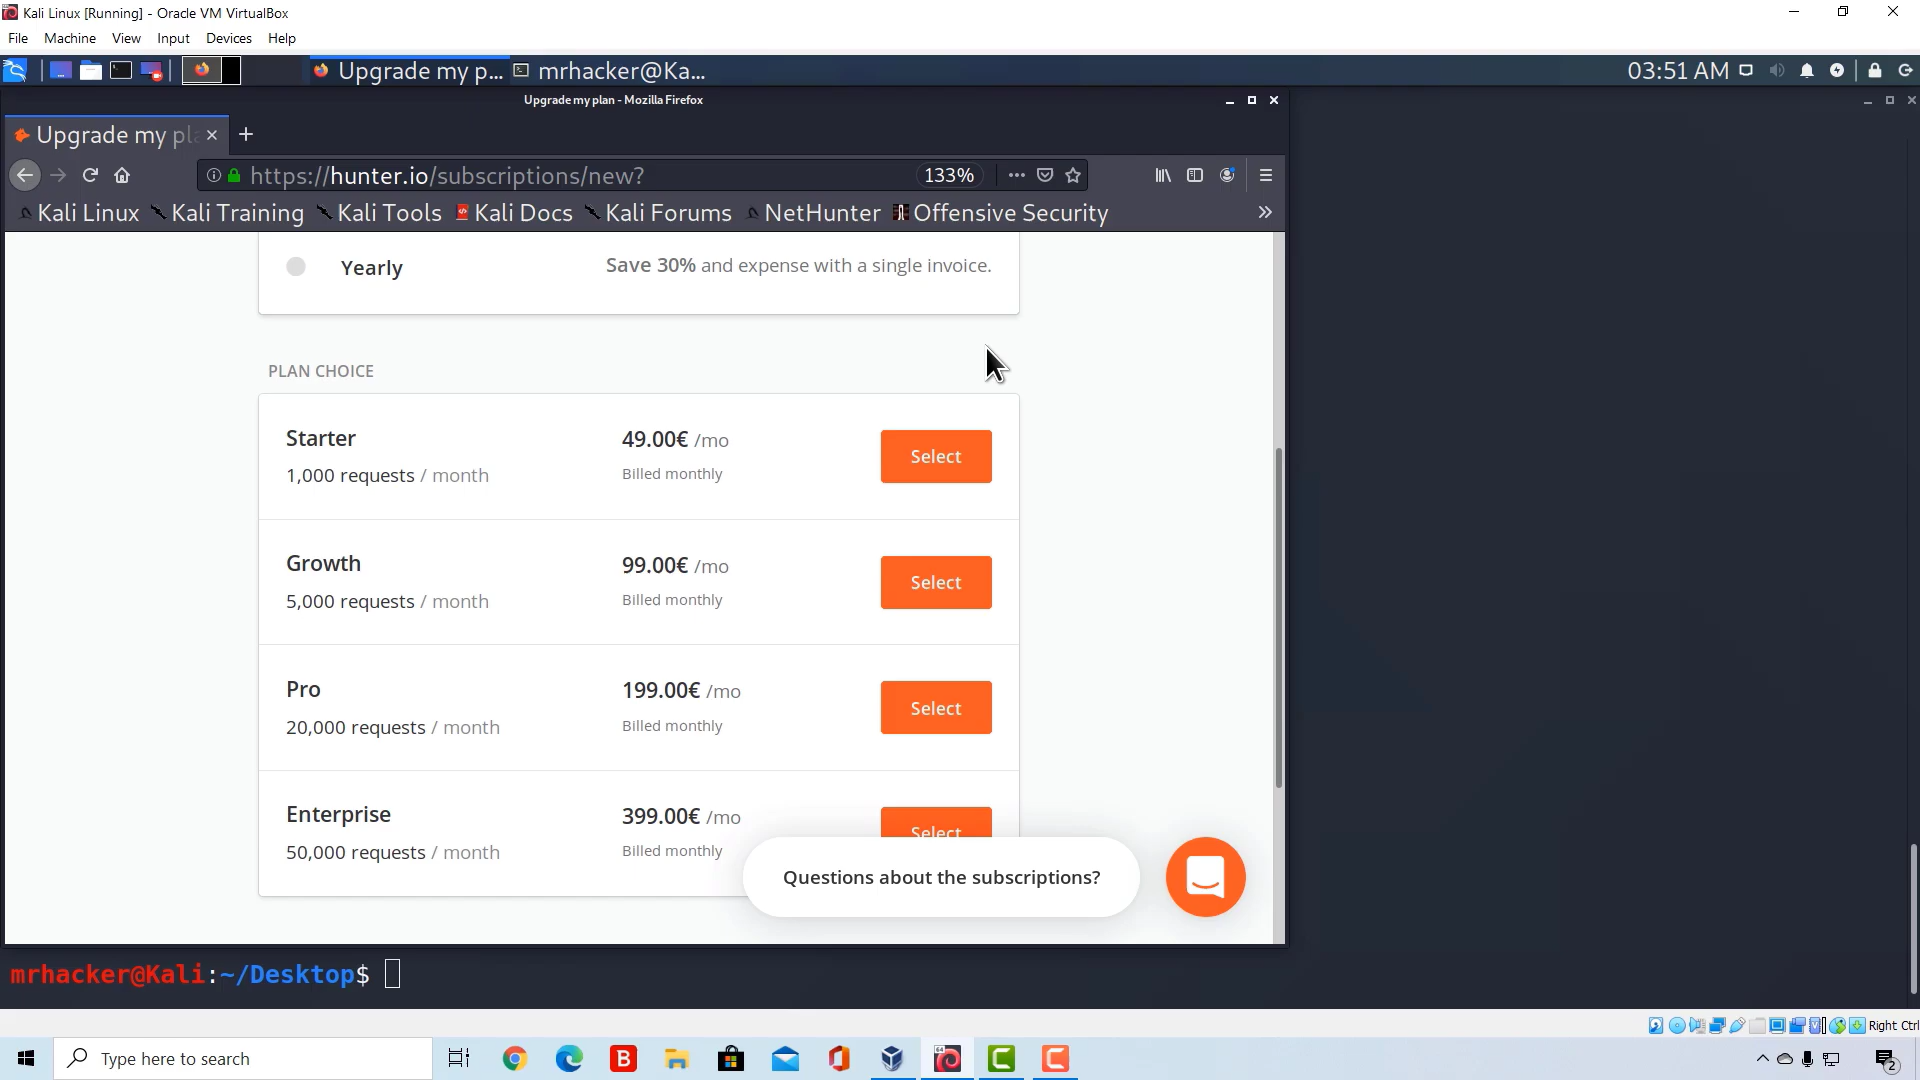 Kali Linux [Running] - Oracle VM VirtualBox
File Machine View Input Devices Help
Upgrade my p... mrhacker@Ka... 03:51 AM
Upgrade my plan - Mozilla Firefox
Upgrade my pla
https://hunter.io/subscriptions/new? 133%
Kali Linux Kali Training Kali Tools Kali Docs Kali Forums NetHunter Offensive Security
Yearly Save 30% and expense with a single invoice.
PLAN CHOICE
Starter 49.00€ /mo Select
1,000 requests / month Billed monthly
Growth 99.00€ /mo Select
5,000 requests / month Billed monthly
Pro 199.00€ /mo Select
20,000 requests / month Billed monthly
Enterprise 399.00€ /mo Select
50,000 requests / month Billed monthly
Questions about the subscriptions?
mrhacker@Kali:~/Desktop$
Right Ctrl
Type here to search
2